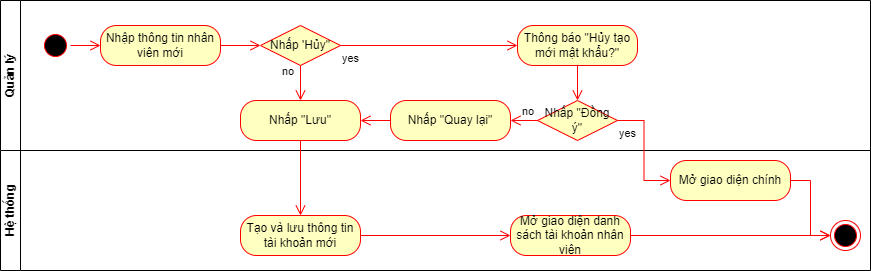 Quản lý
Nhập thông tin nhân
viên mới
Nhấp 'Hủy"
yes
no
Thông báo "Hủy tạo
mới mật khẩu?"
Nhấp "Lưu"
Nhấp "Quay lại"
no
Nhấp "Đồng
ý"
yes
Hệ thống
Mở giao diện chính
Tạo và lưu thông tin
tài khoản mới
Mở giao diện danh
sách tài khoản nhân
viên